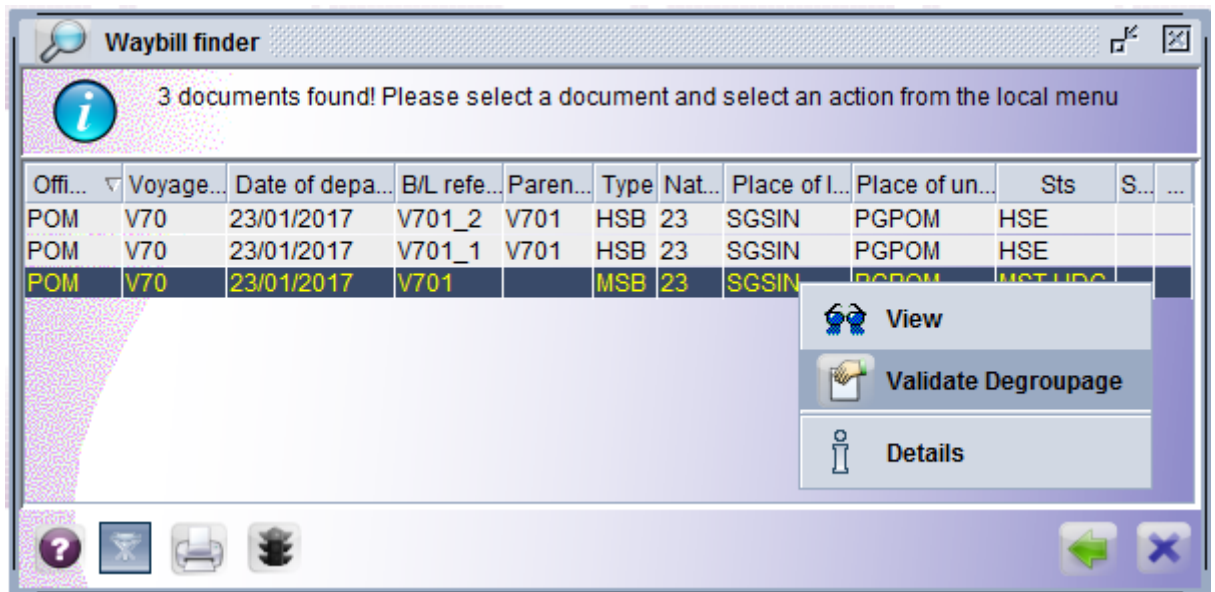 Waybill finder
3 documents found! Please select a document and select an action from the local menu
Offi... Voyage... Date of depa... B/L refe... Paren... Type Nat... Place of l... Place of un... Sts S... ...
POM V70 23/01/2017 V701_2 V701 HSB 23 SGSIN PGPOM HSE
POM V70 23/01/2017 V701_1 V701 HSB 23 SGSIN PGPOM HSE
POM V70 23/01/2017 V701 MSB 23 SGSIN PGPOM MST UDG
View
Validate Degroupage
Details